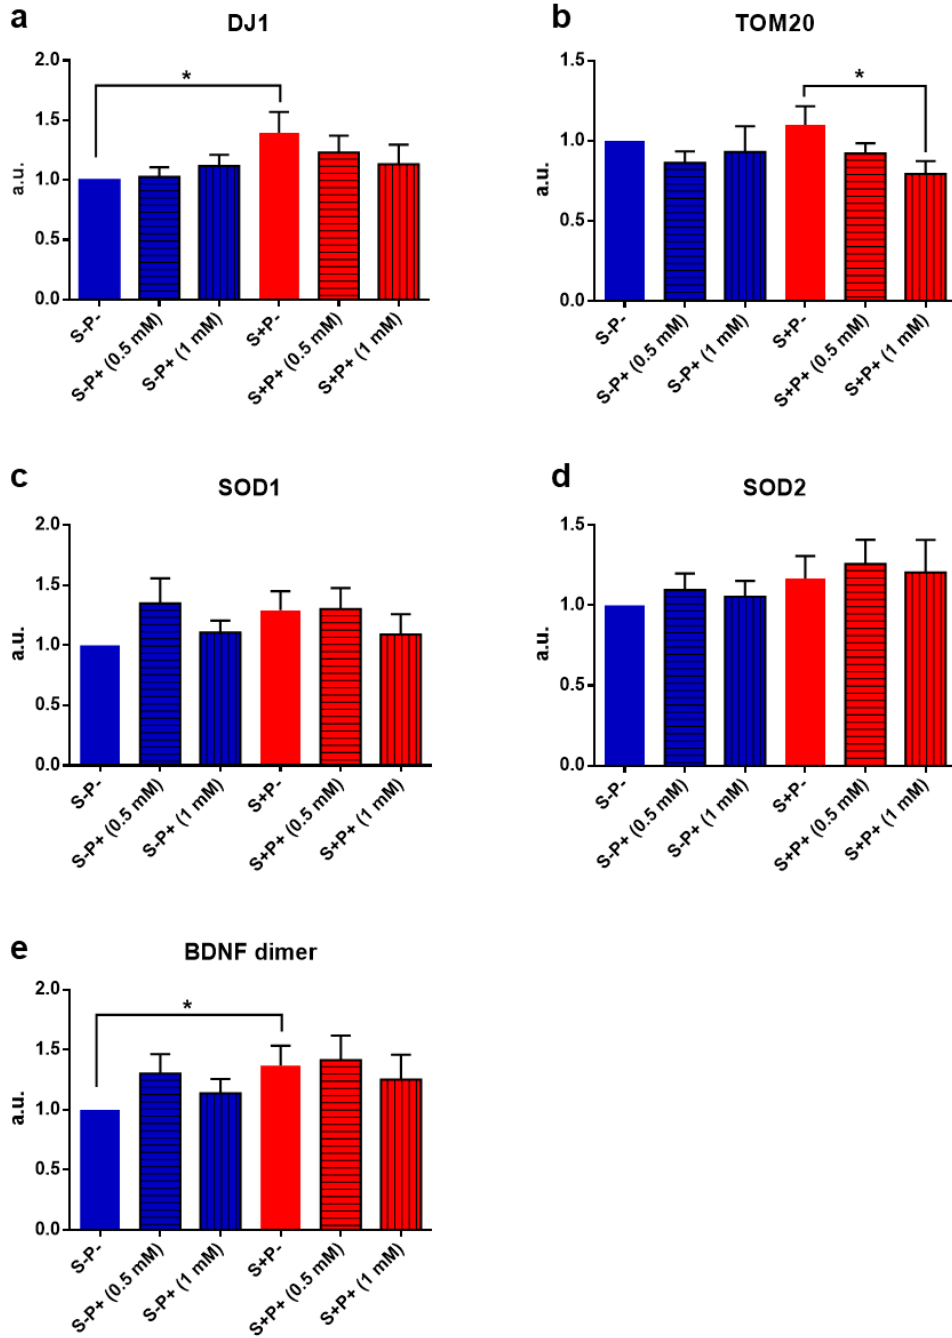 a
DJ1
2.0
1.5
1.0
0.5
0.0
a.u.
*
S-P-
S-P+ (0.5 mM)
S-P+ (1 mM)
S+P-
S+P+ (0.5 mM)
S+P+ (1 mM)
b
TOM20
1.5
1.0
0.5
0.0
a.u.
*
S-P-
S-P+ (0.5 mM)
S-P+ (1 mM)
S+P-
S+P+ (0.5 mM)
S+P+ (1 mM)
c
SOD1
2.0
1.5
1.0
0.5
0.0
a.u.
S-P-
S-P+ (0.5 mM)
S-P+ (1 mM)
S+P-
S+P+ (0.5 mM)
S+P+ (1 mM)
d
SOD2
1.5
1.0
0.5
0.0
a.u.
S-P-
S-P+ (0.5 mM)
S-P+ (1 mM)
S+P-
S+P+ (0.5 mM)
S+P+ (1 mM)
e
BDNF dimer
2.0
1.5
1.0
0.5
0.0
a.u.
*
S-P-
S-P+ (0.5 mM)
S-P+ (1 mM)
S+P-
S+P+ (0.5 mM)
S+P+ (1 mM)